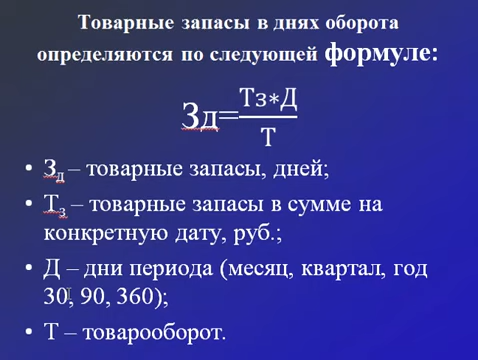 Товарные запасы в днях оборота
определяются по следующей формуле:
Зд=Тз*Д/Т
• Зд – товарные запасы, дней;
• Тз – товарные запасы в сумме на
конкретную дату, руб.;
• Д – дни периода (месяц, квартал, год
30, 90, 360);
• Т – товарооборот.